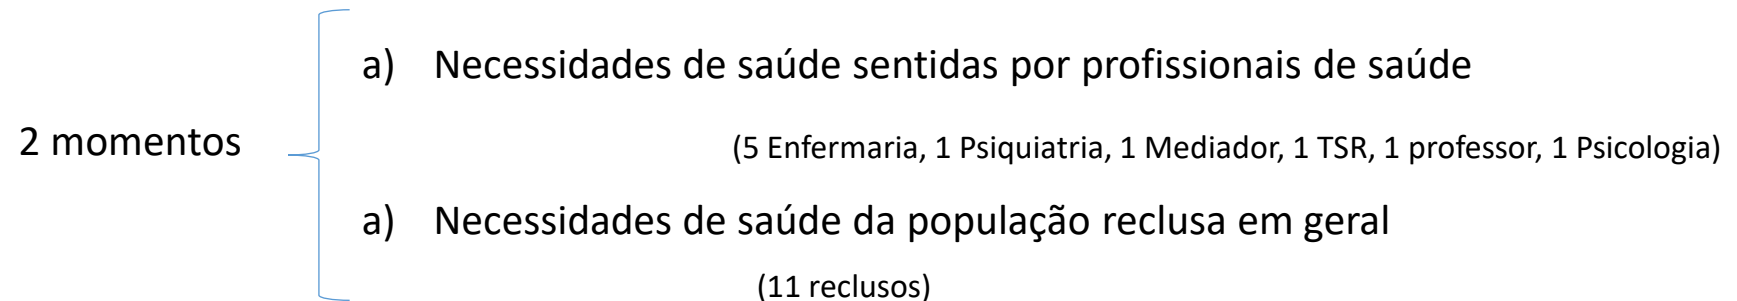 a) Necessidades de saúde sentidas por profissionais de saúde
2 momentos
(5 Enfermaria, 1 Psiquiatria, 1 Mediador, 1 TSR, 1 professor, 1 Psicologia)
a) Necessidades de saúde da população reclusa em geral
(11 reclusos)